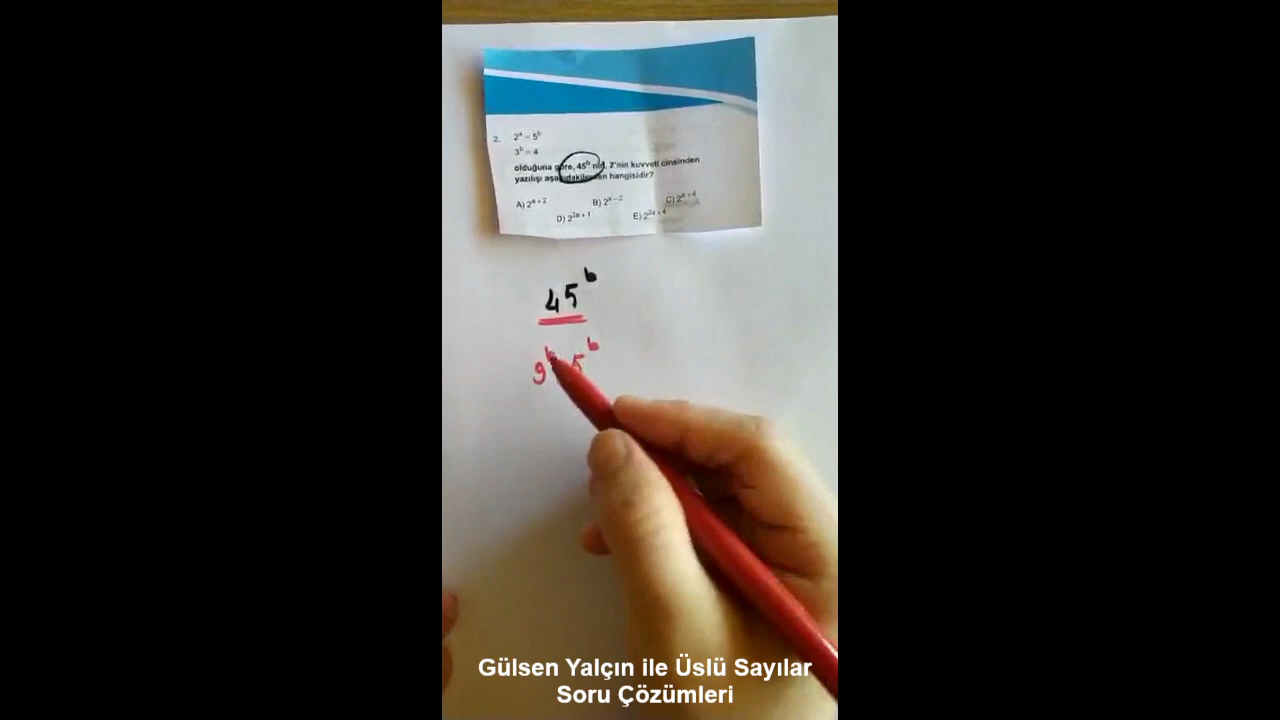 2. 2ᵃ = 5ᵇ
3ᵇ = 4
olduğuna göre, 45ᵇ nin, 2'nin kuvveti cinsinden
yazılışı aşağıdakilerden hangisidir?
A) 2ᵃ⁺² B) 2ᵃ⁻² C) 2ᵃ⁺⁴
D) 2²ᵃ⁺¹ E) 2²ᵃ⁺⁴
45ᵇ
9ᵇ 5ᵇ
Gülsen Yalçın ile Üslü Sayılar
Soru Çözümleri